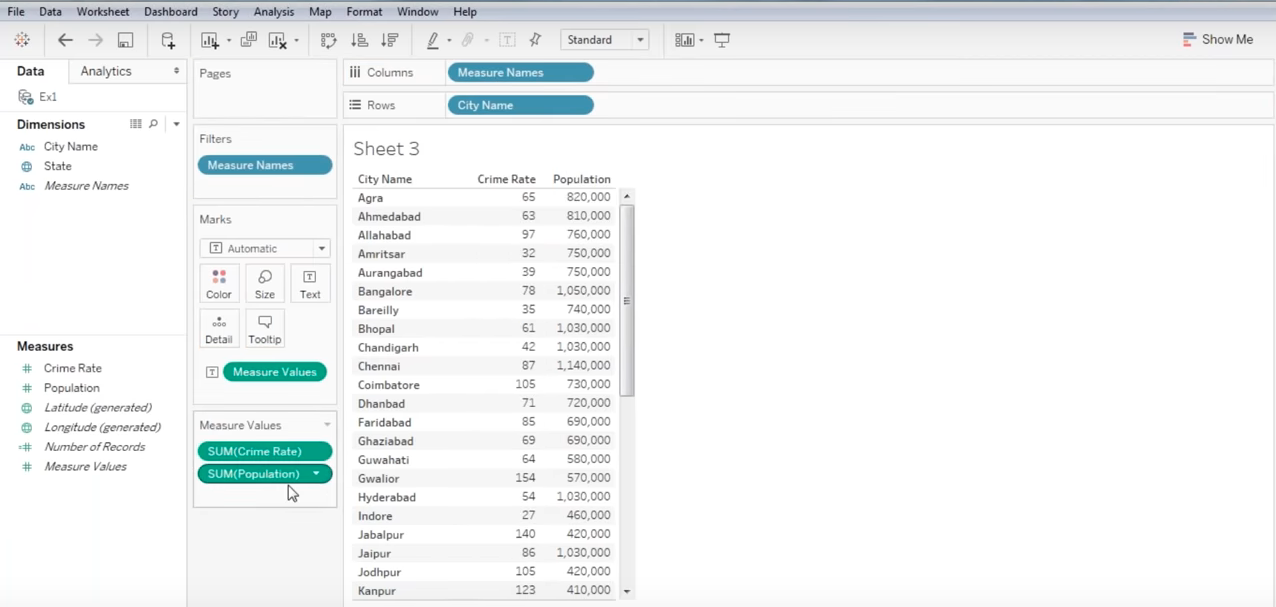 File Data Worksheet Dashboard Story Analysis Map Format Window Help
Standard
Show Me
Data
Analytics
Ex1
Dimensions
Abc City Name
State
Abc Measure Names
Measures
# Crime Rate
# Population
Latitude (generated)
Longitude (generated)
=# Number of Records
# Measure Values
Pages
Filters
Measure Names
Marks
T Automatic
Color Size Text
Detail Tooltip
T Measure Values
Measure Values
SUM(Crime Rate)
SUM(Population)
Columns Measure Names
Rows City Name
Sheet 3
City Name Crime Rate Population
Agra 65 820,000
Ahmedabad 63 810,000
Allahabad 97 760,000
Amritsar 32 750,000
Aurangabad 39 750,000
Bangalore 78 1,050,000
Bareilly 35 740,000
Bhopal 61 1,030,000
Chandigarh 42 1,030,000
Chennai 87 1,140,000
Coimbatore 105 730,000
Dhanbad 71 720,000
Faridabad 85 690,000
Ghaziabad 69 690,000
Guwahati 64 580,000
Gwalior 154 570,000
Hyderabad 54 1,030,000
Indore 27 460,000
Jabalpur 140 420,000
Jaipur 86 1,030,000
Jodhpur 105 420,000
Kanpur 123 410,000